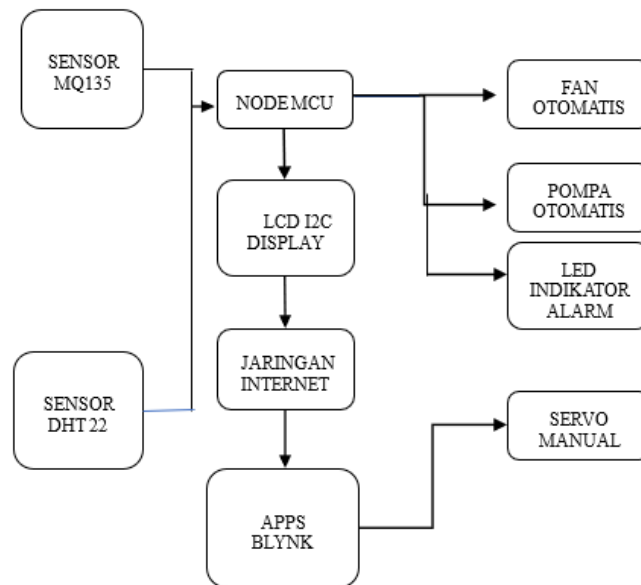 SENSOR
MQ135
NODE MCU
FAN
OTOMATIS
LCD I2C
DISPLAY
POMPA
OTOMATIS
LED
INDIKATOR
ALARM
JARINGAN
INTERNET
SENSOR
DHT 22
SERVO
MANUAL
APPS
BLYNK